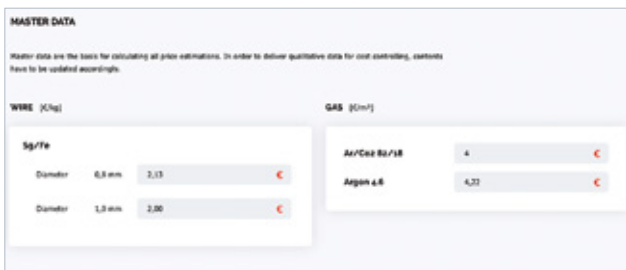 MASTER DATA
Master data are the basis for calculating all price estimations. In order to deliver qualitative data for cost controlling, contents
have to be updated accordingly.
WIRE [€/kg]
GAS [€/m³]
Sg/Fe
Diameter 0,8 mm 2,13 €
Diameter 1,0 mm 2,00 €
Ar/Co2 82/18 4 €
Argon 4.6 4,22 €